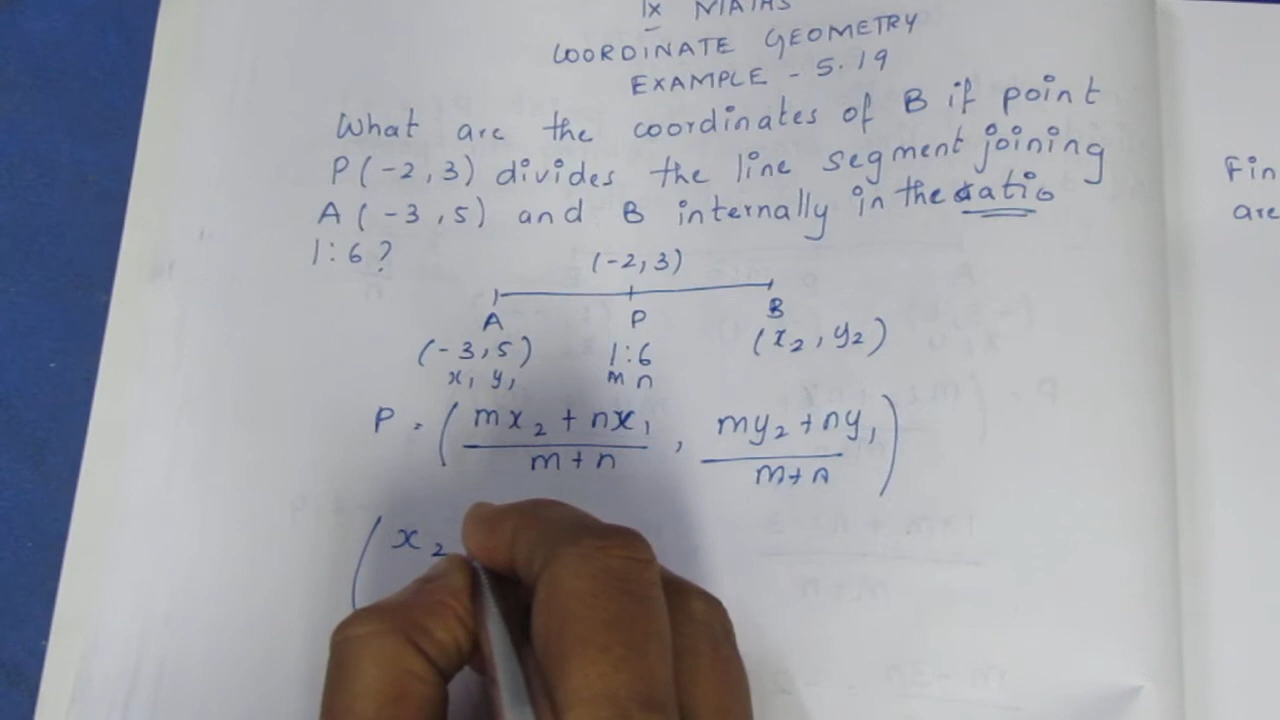 IX MATHS
COORDINATE GEOMETRY
EXAMPLE - 5.19
What are the coordinates of B if point
P(-2,3) divides the line segment joining
A(-3,5) and B internally in the ratio
1:6?
(-2,3)
A P B
(-3,5) 1:6 (x₂, y₂)
x₁ y₁ m n
P = ( mx₂ + nx₁ / m+n , my₂ + ny₁ / m+n )
( x₂
Fin
are